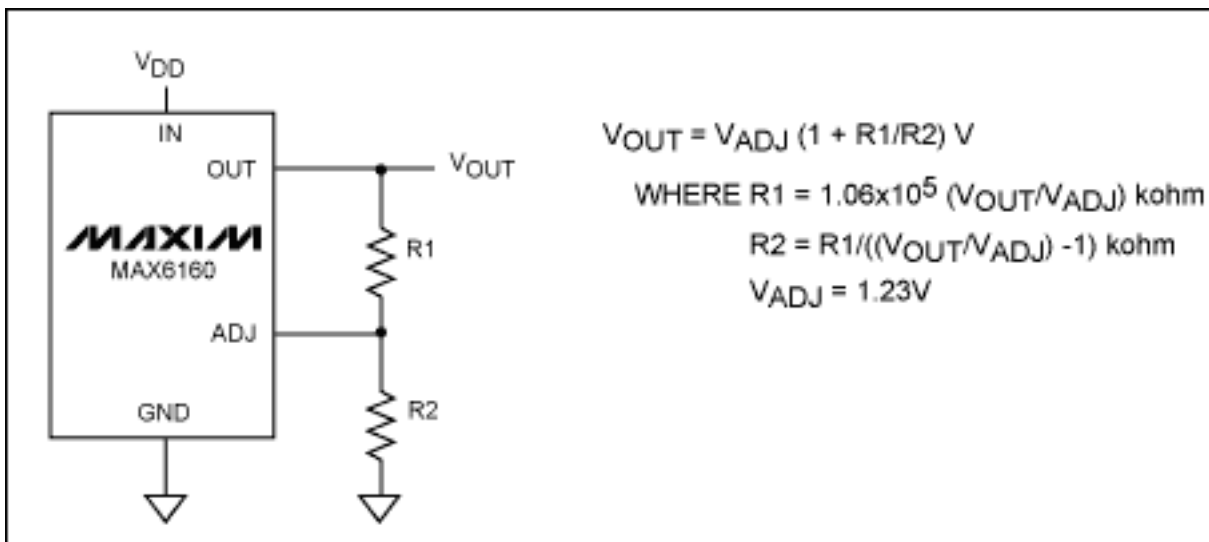 VDD
IN
OUT
VOUT
MAXIM
MAX6160
R1
ADJ
GND
R2
VOUT = VADJ (1 + R1/R2) V
WHERE R1 = 1.06x10⁵ (VOUT/VADJ) kohm
R2 = R1/((VOUT/VADJ) -1) kohm
VADJ = 1.23V